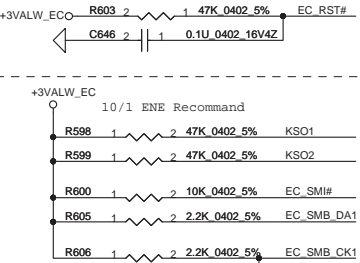 +3VALW_EC R603 2 1 47K_0402_5% EC_RST#
C646 2 1 0.1U_0402_16V4Z
+3VALW_EC
10/1 ENE Recommand
R598 1 2 47K_0402_5% KSO1
R599 1 2 47K_0402_5% KSO2
R600 1 2 10K_0402_5% EC_SMI#
R605 1 2 2.2K_0402_5% EC_SMB_DA1
R606 1 2 2.2K_0402_5% EC_SMB_CK1